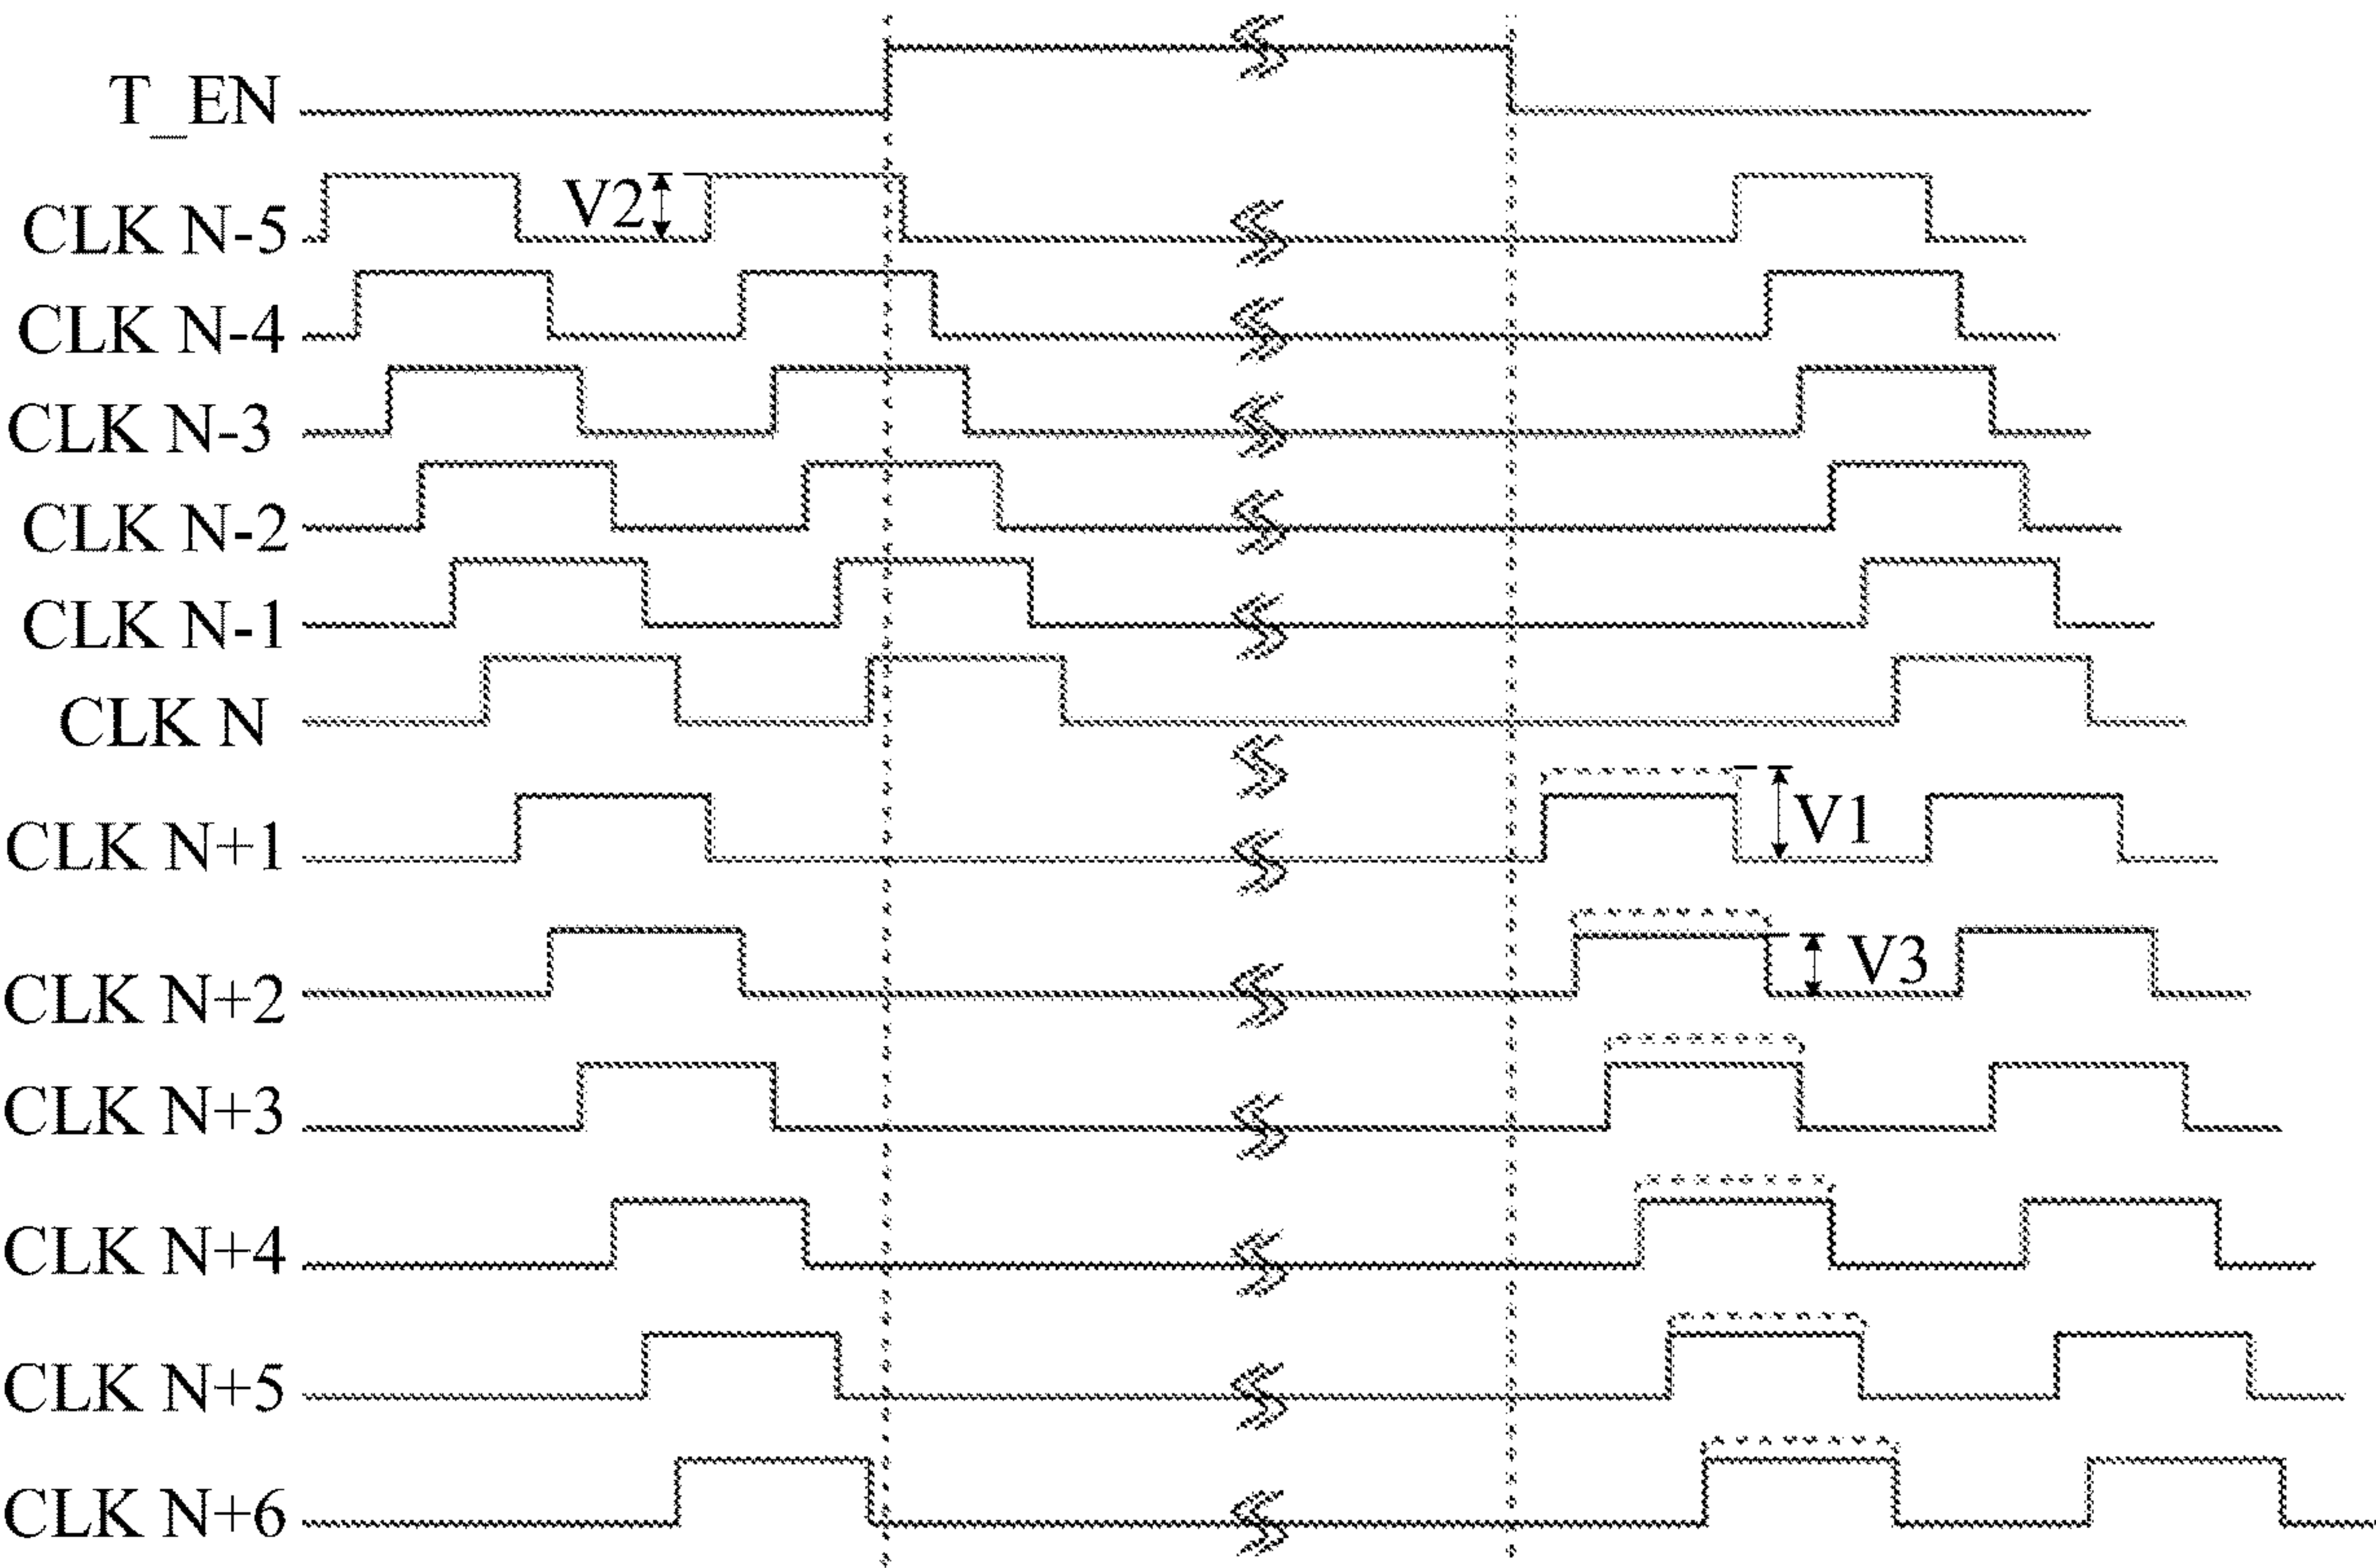 T_EN
CLK N-5
V2
CLK N-4
CLK N-3
CLK N-2
CLK N-1
CLK N
CLK N+1
V1
CLK N+2
V3
CLK N+3
CLK N+4
CLK N+5
CLK N+6